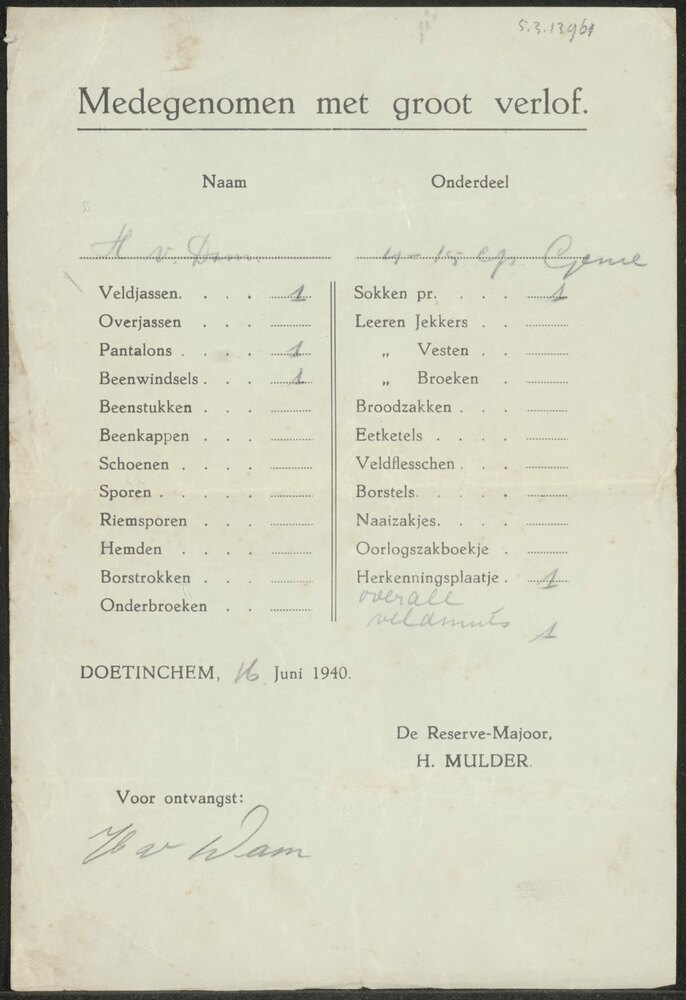 5.3.1396
Medegenomen met groot verlof.
Naam Onderdeel
H v. Dam
Veldjassen. . . . 1
Overjassen . . .
Pantalons . . . . 1
Beenwindsels . . . 1
Beenstukken . . .
Beenkappen . . .
Schoenen . . . .
Sporen . . . . .
Riemsporen . . .
Hemden . . . .
Borstrokken . . .
Onderbroeken . .
Sokken pr. . . . 1
Leeren Jekkers . .
„ Vesten . .
„ Broeken .
Broodzakken . . .
Eetketels . . . .
Veldflesschen . . .
Borstels. . . . .
Naaizakjes. . . .
Oorlogszakboekje .
Herkenningsplaatje . 1
overall
veldmuts 1
DOETINCHEM, 16 Juni 1940.
De Reserve-Majoor,
H. MULDER.
Voor ontvangst:
H v Dam